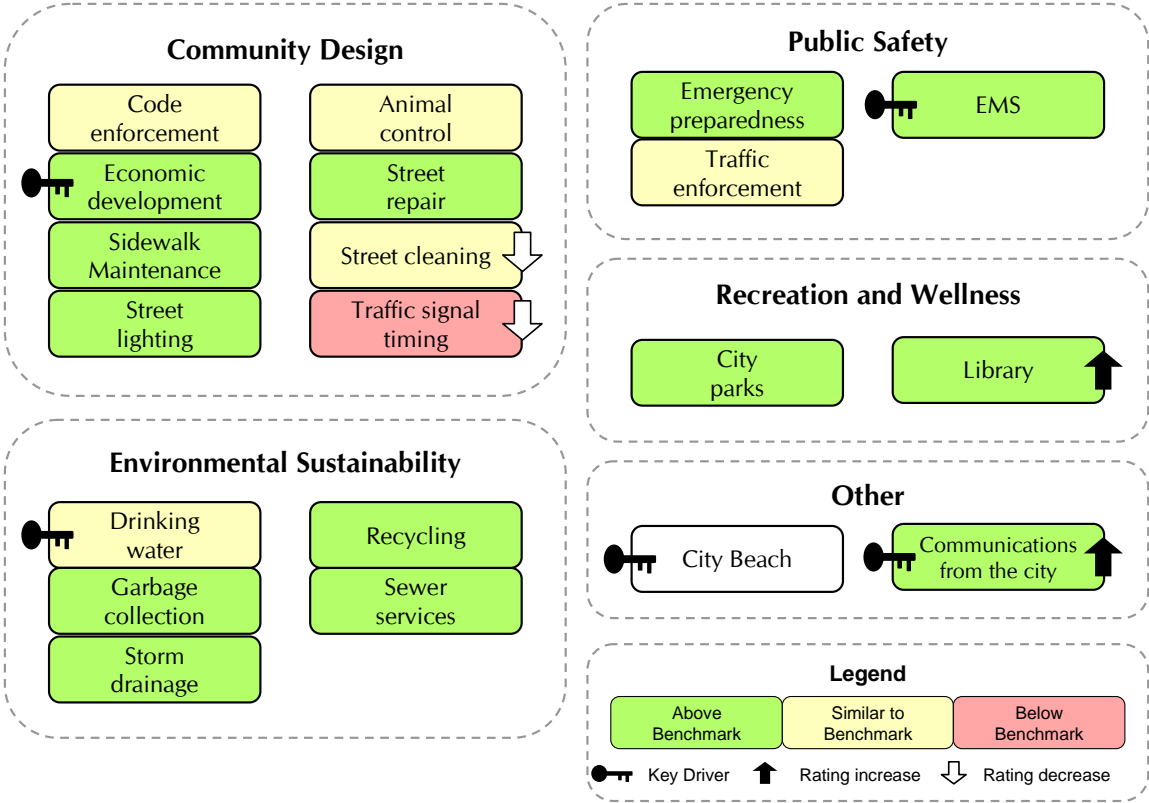 Community Design
Code
enforcement
Animal
control
Economic
development
Street
repair
Sidewalk
Maintenance
Street cleaning
Street
lighting
Traffic signal
timing
Environmental Sustainability
Drinking
water
Recycling
Garbage
collection
Sewer
services
Storm
drainage
Public Safety
Emergency
preparedness
EMS
Traffic
enforcement
Recreation and Wellness
City
parks
Library
Other
City Beach
Communications
from the city
Legend
Above
Benchmark
Similar to
Benchmark
Below
Benchmark
Key Driver
Rating increase
Rating decrease